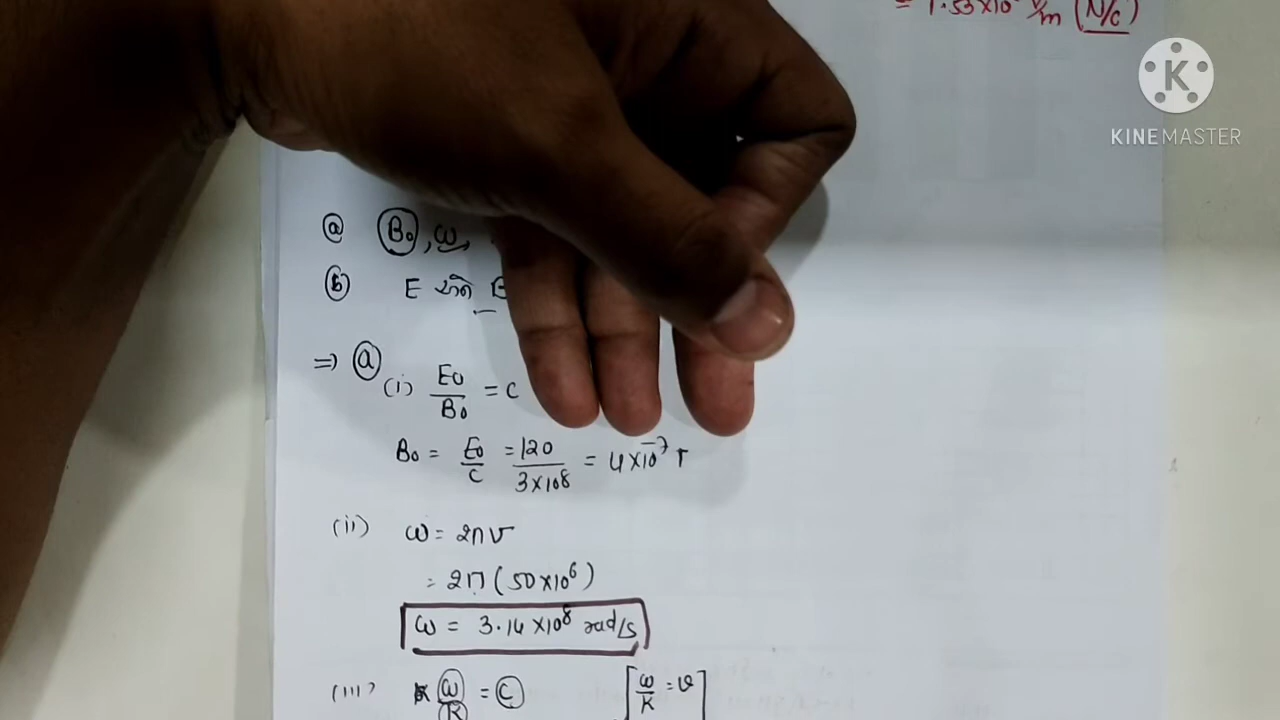 = 1.53×10 V/m (N/C)
K
KINEMASTER
(a) B₀, ω,
(b) E અને B
⇒ (a)
(i) E₀/B₀ = c
B₀ = E₀/c = 120/3×10⁸ = 4×10⁻⁷ T
(ii) ω = 2πν
= 2π(50×10⁶)
ω = 3.14×10⁸ rad/s
(iii) ω/k = c [ω/k = v]